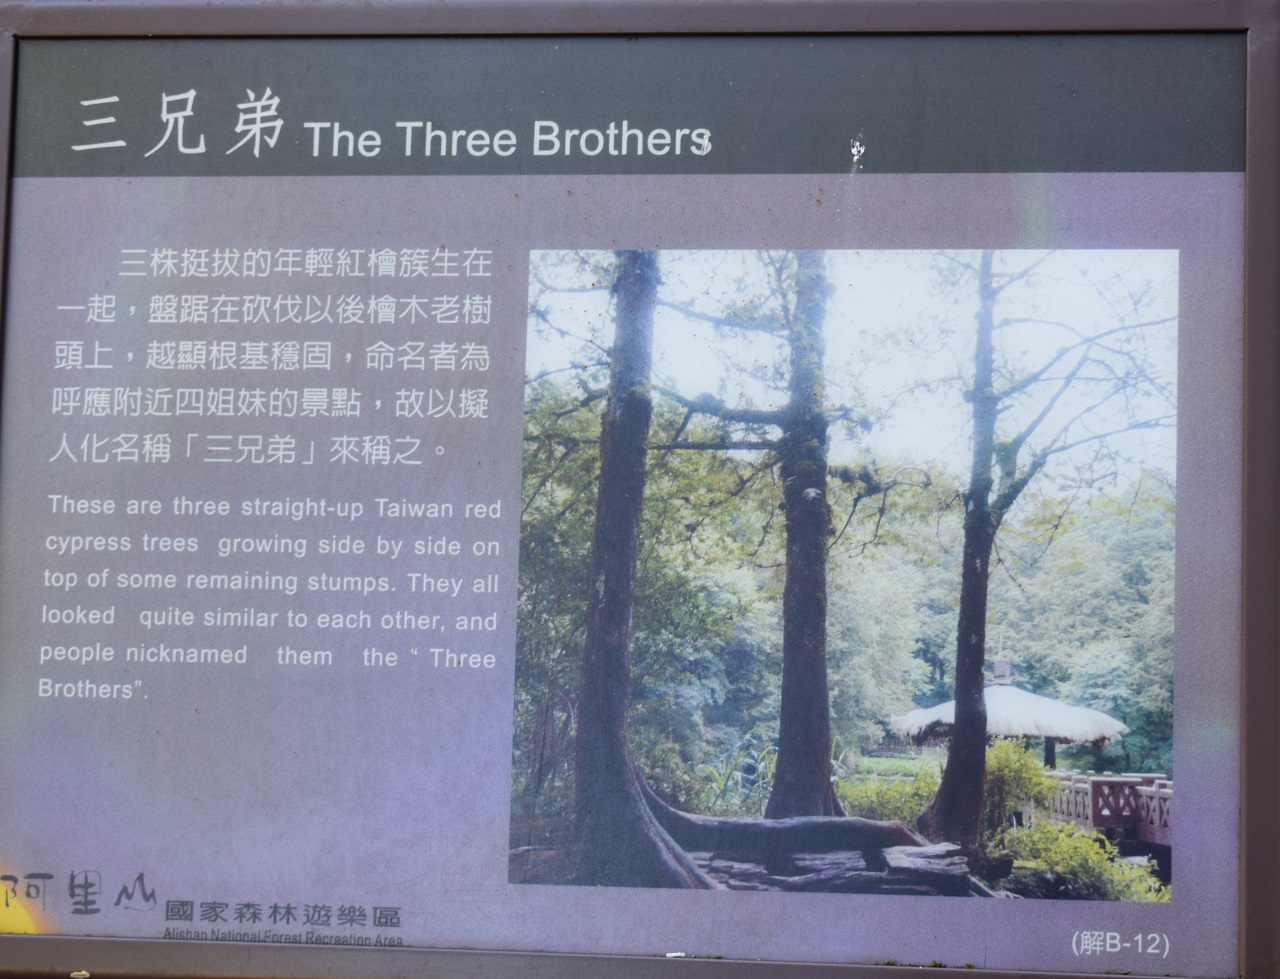 三兄弟 The Three Brothers
三株挺拔的年輕紅檜簇生在
一起，盤踞在砍伐以後檜木老樹
頭上，越顯根基穩固，命名者為
呼應附近四姐妹的景點，故以擬
人化名稱「三兄弟」來稱之。
These are three straight-up Taiwan red
cypress trees growing side by side on
top of some remaining stumps. They all
looked quite similar to each other, and
people nicknamed them the “ Three
Brothers”.
阿里山 國家森林遊樂區
Alishan National Forest Recreation Area
(解B-12)